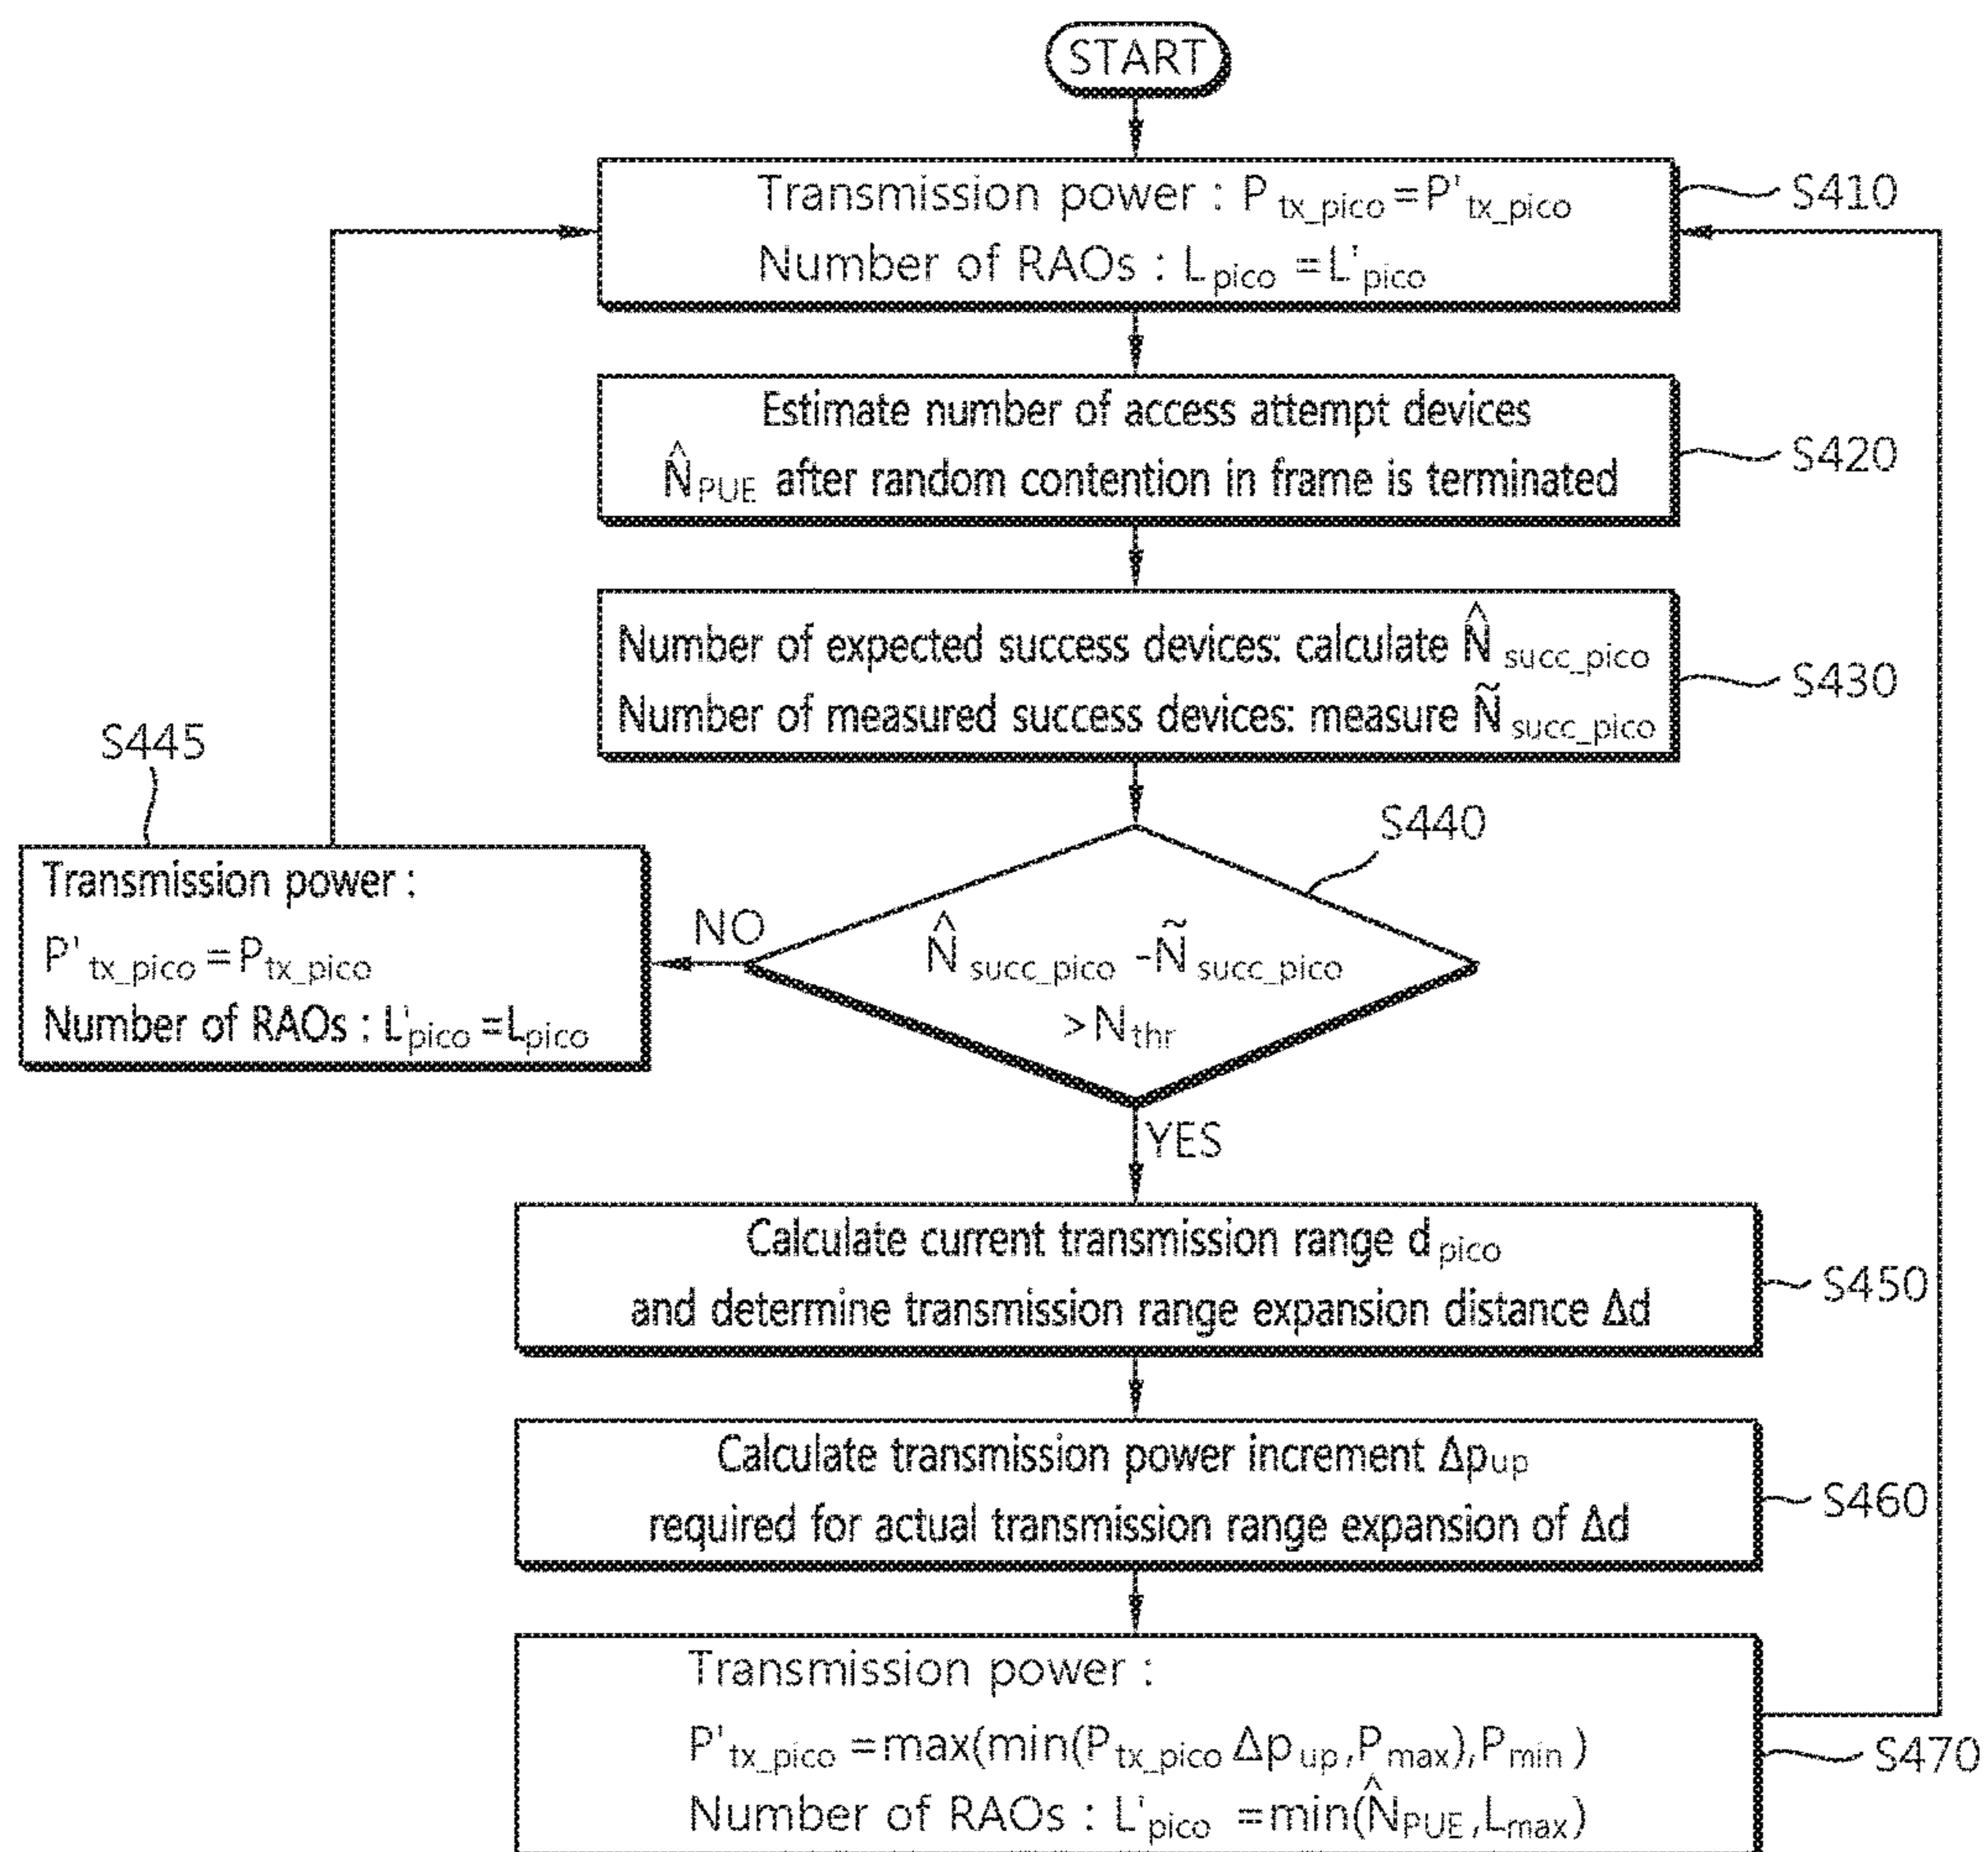 START
Transmission power : P tx_pico = P' tx_pico
Number of RAOs : L pico = L' pico
S410
Estimate number of access attempt devices
N̂ PUE after random contention in frame is terminated
S420
Number of expected success devices: calculate N̂ succ_pico
Number of measured success devices: measure Ñ succ_pico
S430
S445
Transmission power :
P' tx_pico = P tx_pico
Number of RAOs : L' pico = L pico
S440
NO
N̂ succ_pico - Ñ succ_pico
> N thr
YES
Calculate current transmission range d pico
and determine transmission range expansion distance Δd
S450
Calculate transmission power increment Δp up
required for actual transmission range expansion of Δd
S460
Transmission power :
P' tx_pico = max(min(P tx_pico Δp up, P max), P min )
Number of RAOs : L' pico = min(N̂ PUE, L max)
S470